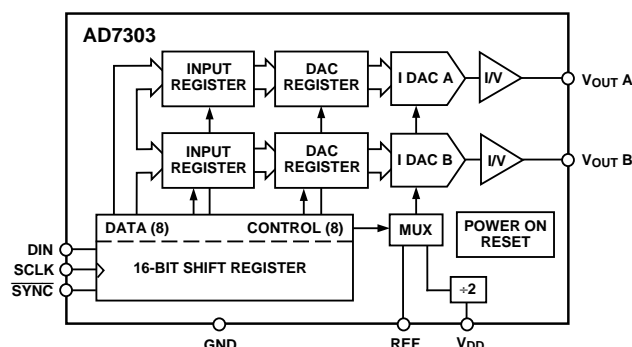 AD7303
INPUT
REGISTER
DAC
REGISTER
I DAC A
I/V
VOUT A
INPUT
REGISTER
DAC
REGISTER
I DAC B
I/V
VOUT B
DATA (8)
CONTROL (8)
MUX
POWER ON
RESET
DIN
SCLK
SYNC
16-BIT SHIFT REGISTER
÷2
GND
REF
VDD